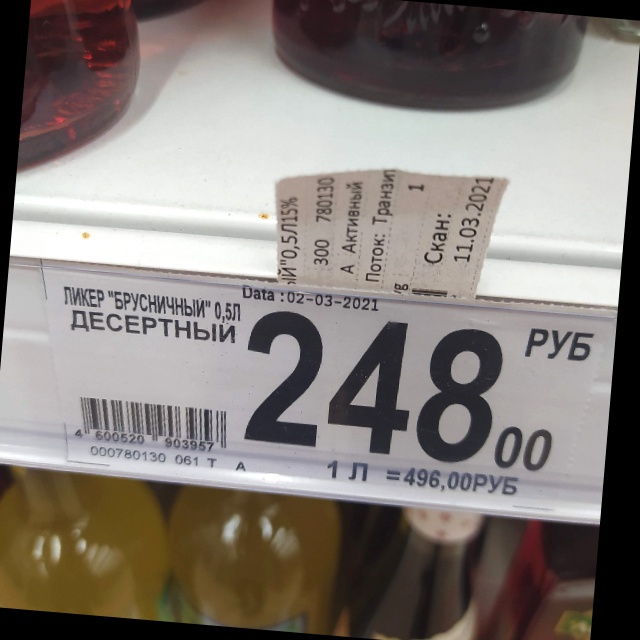 Й"0,5Л15%
300 780130
А Активный
Поток: Транзит
1
Скан:
11.03.2021
ЛИКЕР "БРУСНИЧНЫЙ" 0,5Л
ДЕСЕРТНЫЙ
Data :02-03-2021
248 00
РУБ
4 600520 903957
000780130 061 Т А
1 Л =496,00РУБ